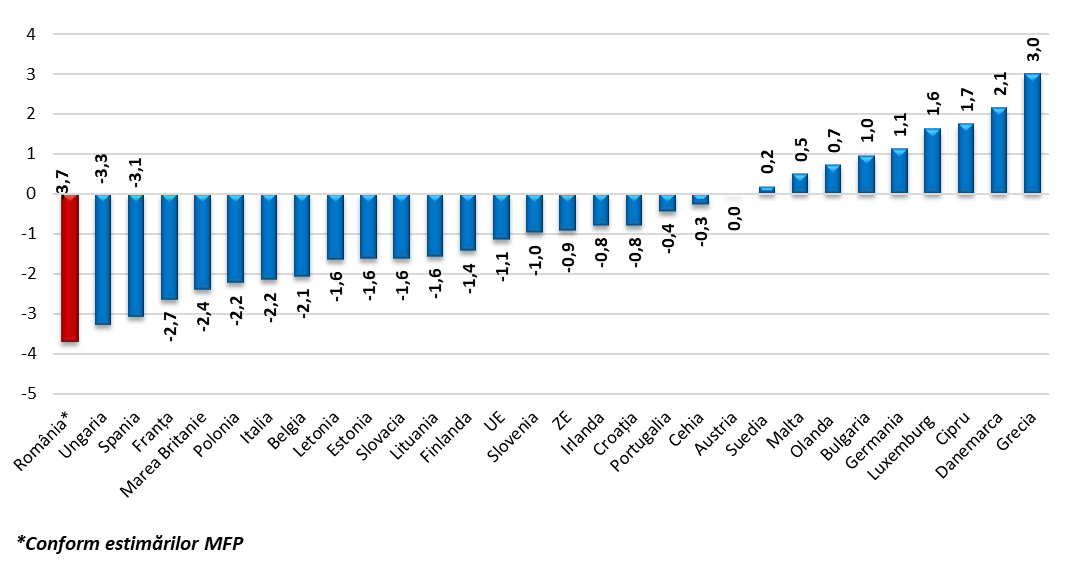 4
3
2
1
0
-1
-2
-3
-4
-5
3,7
-3,3
-3,1
-2,7
-2,4
-2,2
-2,2
-2,1
-1,6
-1,6
-1,6
-1,6
-1,4
-1,1
-1,0
-0,9
-0,8
-0,8
-0,4
-0,3
0,0
0,2
0,5
0,7
1,0
1,1
1,6
1,7
2,1
3,0
România*
Ungaria
Spania
Franța
Marea Britanie
Polonia
Italia
Belgia
Letonia
Estonia
Slovacia
Lituania
Finlanda
UE
Slovenia
ZE
Irlanda
Croația
Portugalia
Cehia
Austria
Suedia
Malta
Olanda
Bulgaria
Germania
Luxemburg
Cipru
Danemarca
Grecia
*Conform estimărilor MFP